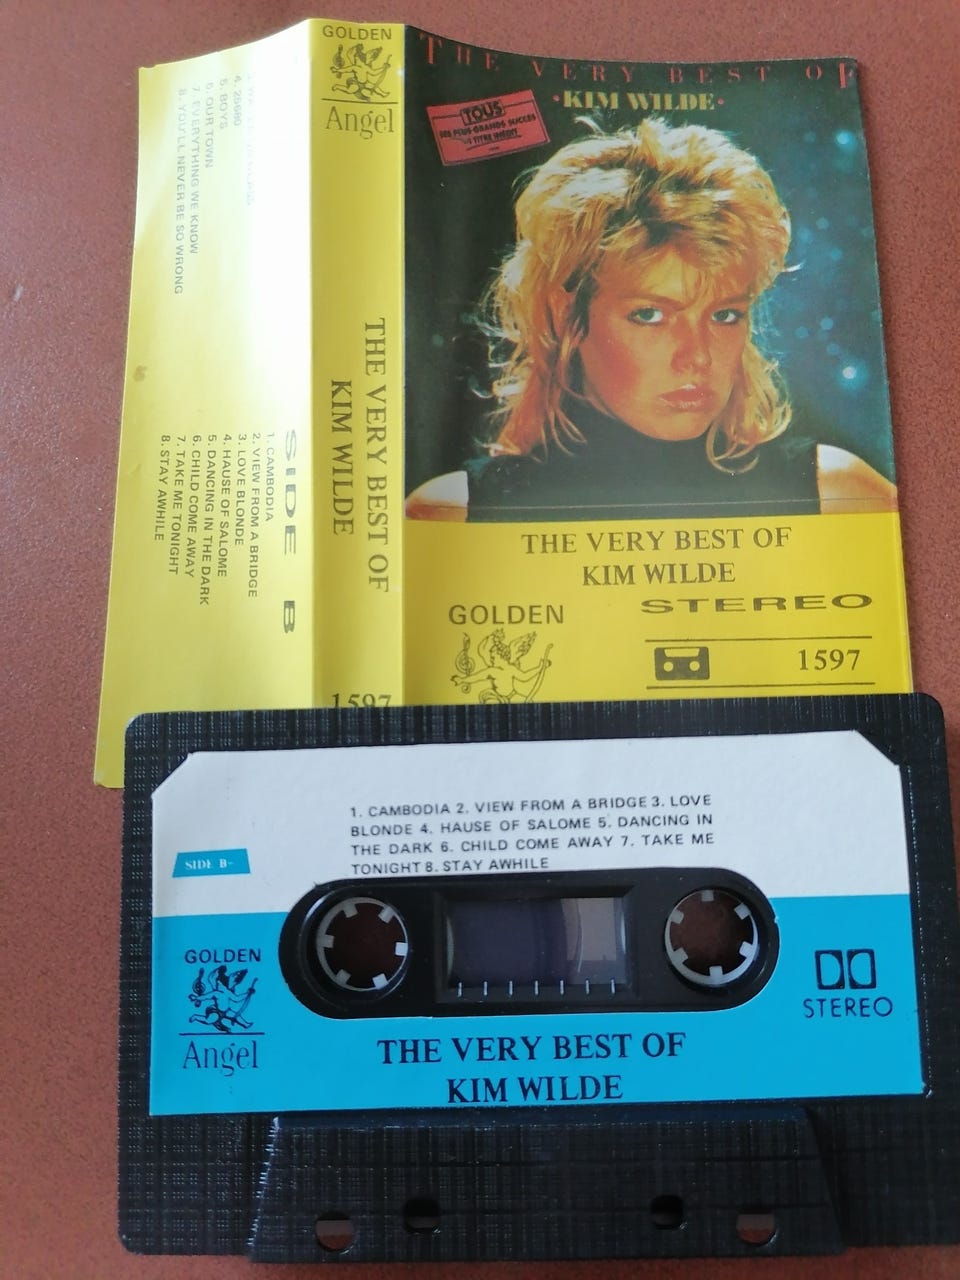 GOLDEN
Angel
THE VERY BEST OF
KIM WILDE
1597
4. 25680
5. BOYS
6. OUR TOWN
7. EVERYTHING WE KNOW
8. YOU'LL NEVER BE SO WRONG
SIDE B
1. CAMBODIA
2. VIEW FROM A BRIDGE
3. LOVE BLONDE
4. HAUSE OF SALOME
5. DANCING IN THE DARK
6. CHILD COME AWAY
7. TAKE ME TONIGHT
8. STAY AWHILE
THE VERY BEST OF
·KIM WILDE·
TOUS
LES PLUS GRANDS SUCCES
1 TITRE INEDIT
THE VERY BEST OF
KIM WILDE
GOLDEN
STEREO
1597
1. CAMBODIA 2. VIEW FROM A BRIDGE 3. LOVE
BLONDE 4. HAUSE OF SALOME 5. DANCING IN
THE DARK 6. CHILD COME AWAY 7. TAKE ME
TONIGHT 8. STAY AWHILE
SIDE B-
GOLDEN
Angel
STEREO
THE VERY BEST OF
KIM WILDE